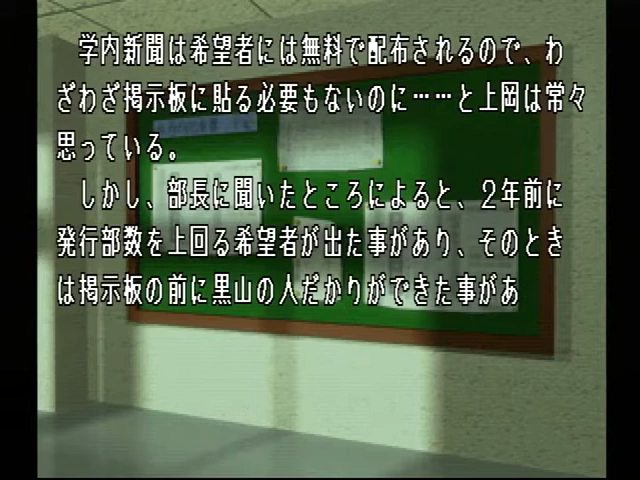 学内新聞は希望者には無料で配布されるので、わ
ざわざ掲示板に貼る必要もないのに……と上岡は常々
思っている。
　しかし、部長に聞いたところによると、２年前に
発行部数を上回る希望者が出た事があり、そのとき
は掲示板の前に黒山の人だかりができた事があ